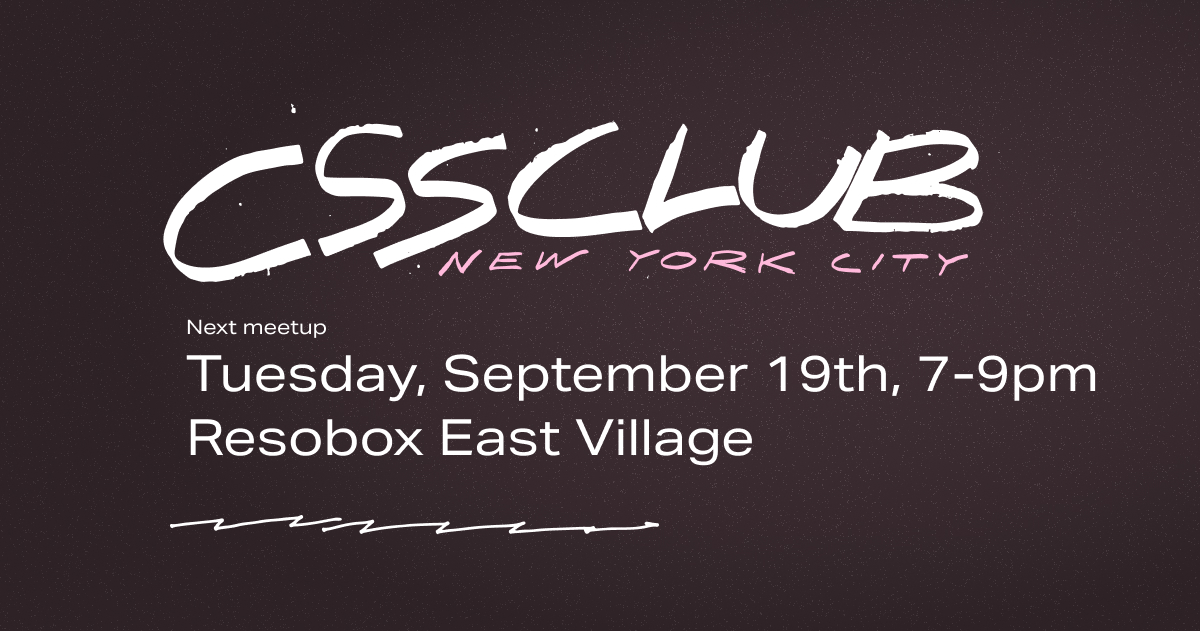 CSSCLUB
NEW YORK CITY
Next meetup
Tuesday, September 19th, 7-9pm
Resobox East Village